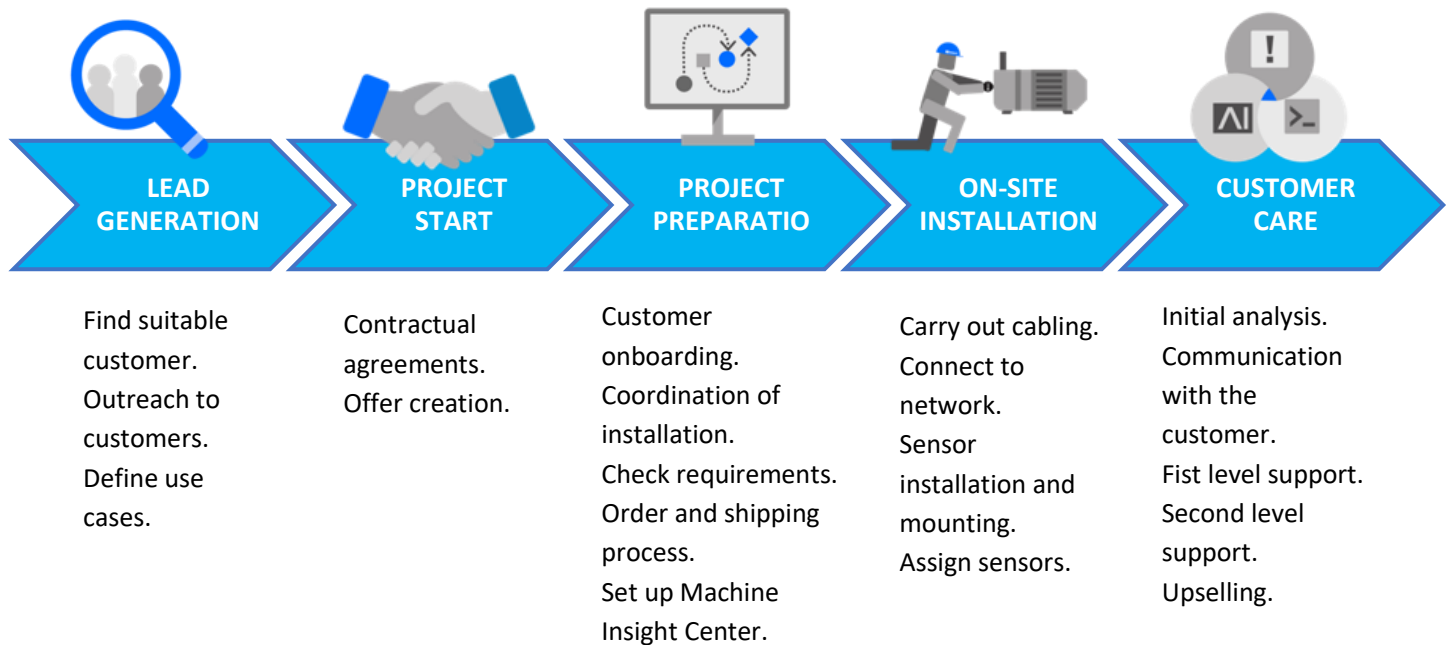 LEAD
GENERATION
PROJECT
START
PROJECT
PREPARATIO
ON-SITE
INSTALLATION
CUSTOMER
CARE
!
AI
>_
Find suitable
customer.
Outreach to
customers.
Define use
cases.
Contractual
agreements.
Offer creation.
Customer
onboarding.
Coordination of
installation.
Check requirements.
Order and shipping
process.
Set up Machine
Insight Center.
Carry out cabling.
Connect to
network.
Sensor
installation and
mounting.
Assign sensors.
Initial analysis.
Communication
with the
customer.
Fist level support.
Second level
support.
Upselling.